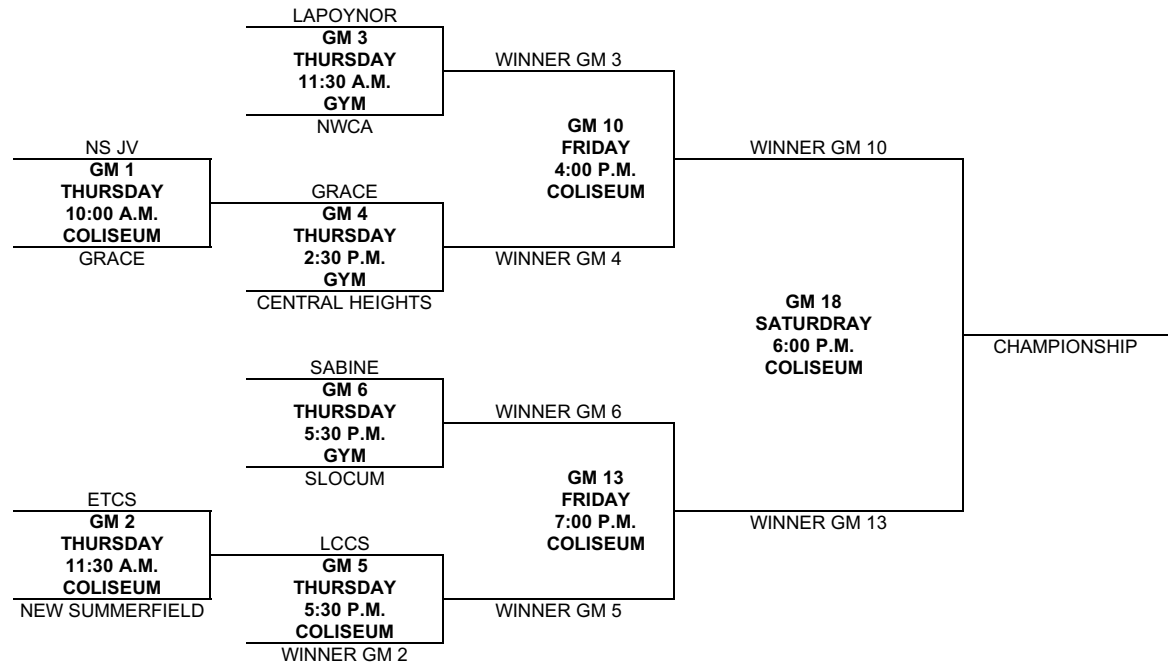 LAPOYNOR
GM 3
THURSDAY
11:30 A.M.
GYM
NWCA
WINNER GM 3
NS JV
GM 1
THURSDAY
10:00 A.M.
COLISEUM
GRACE
GRACE
GM 4
THURSDAY
2:30 P.M.
GYM
CENTRAL HEIGHTS
WINNER GM 4
GM 10
FRIDAY
4:00 P.M.
COLISEUM
WINNER GM 10
SABINE
GM 6
THURSDAY
5:30 P.M.
GYM
SLOCUM
WINNER GM 6
ETCS
GM 2
THURSDAY
11:30 A.M.
COLISEUM
NEW SUMMERFIELD
LCCS
GM 5
THURSDAY
5:30 P.M.
COLISEUM
WINNER GM 2
WINNER GM 5
GM 13
FRIDAY
7:00 P.M.
COLISEUM
WINNER GM 13
GM 18
SATURDRAY
6:00 P.M.
COLISEUM
CHAMPIONSHIP